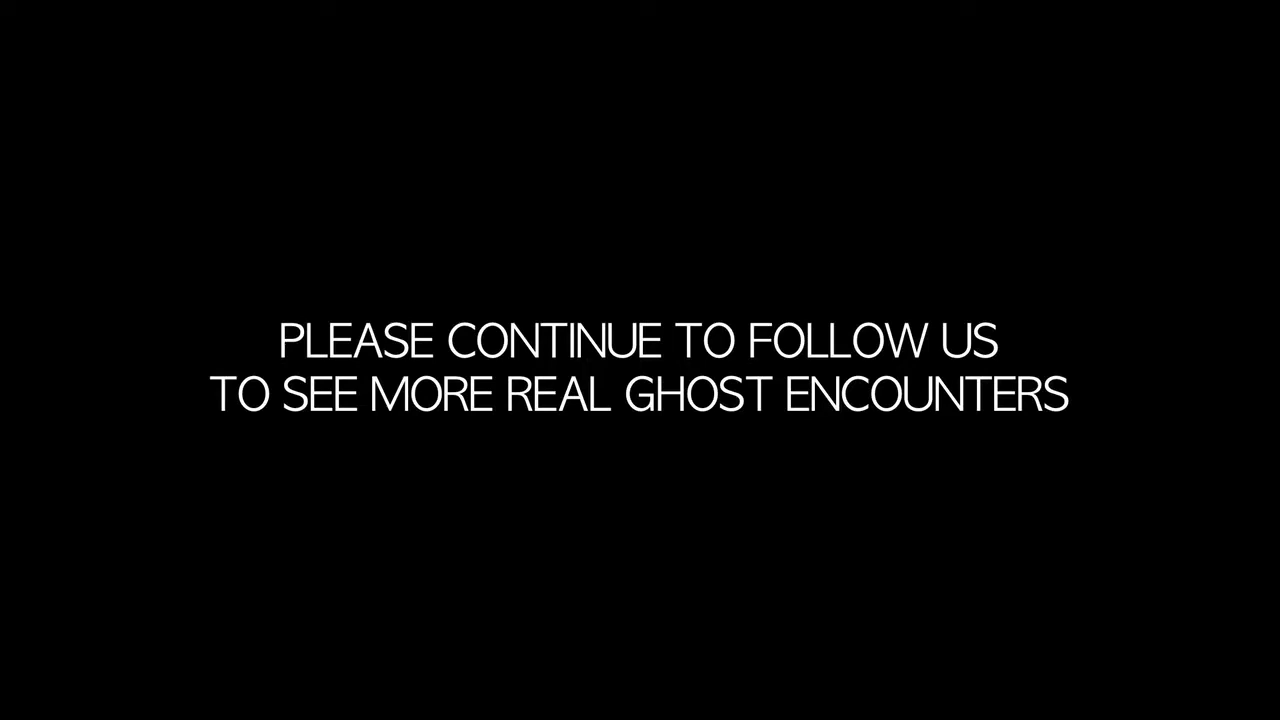 PLEASE CONTINUE TO FOLLOW US
TO SEE MORE REAL GHOST ENCOUNTERS